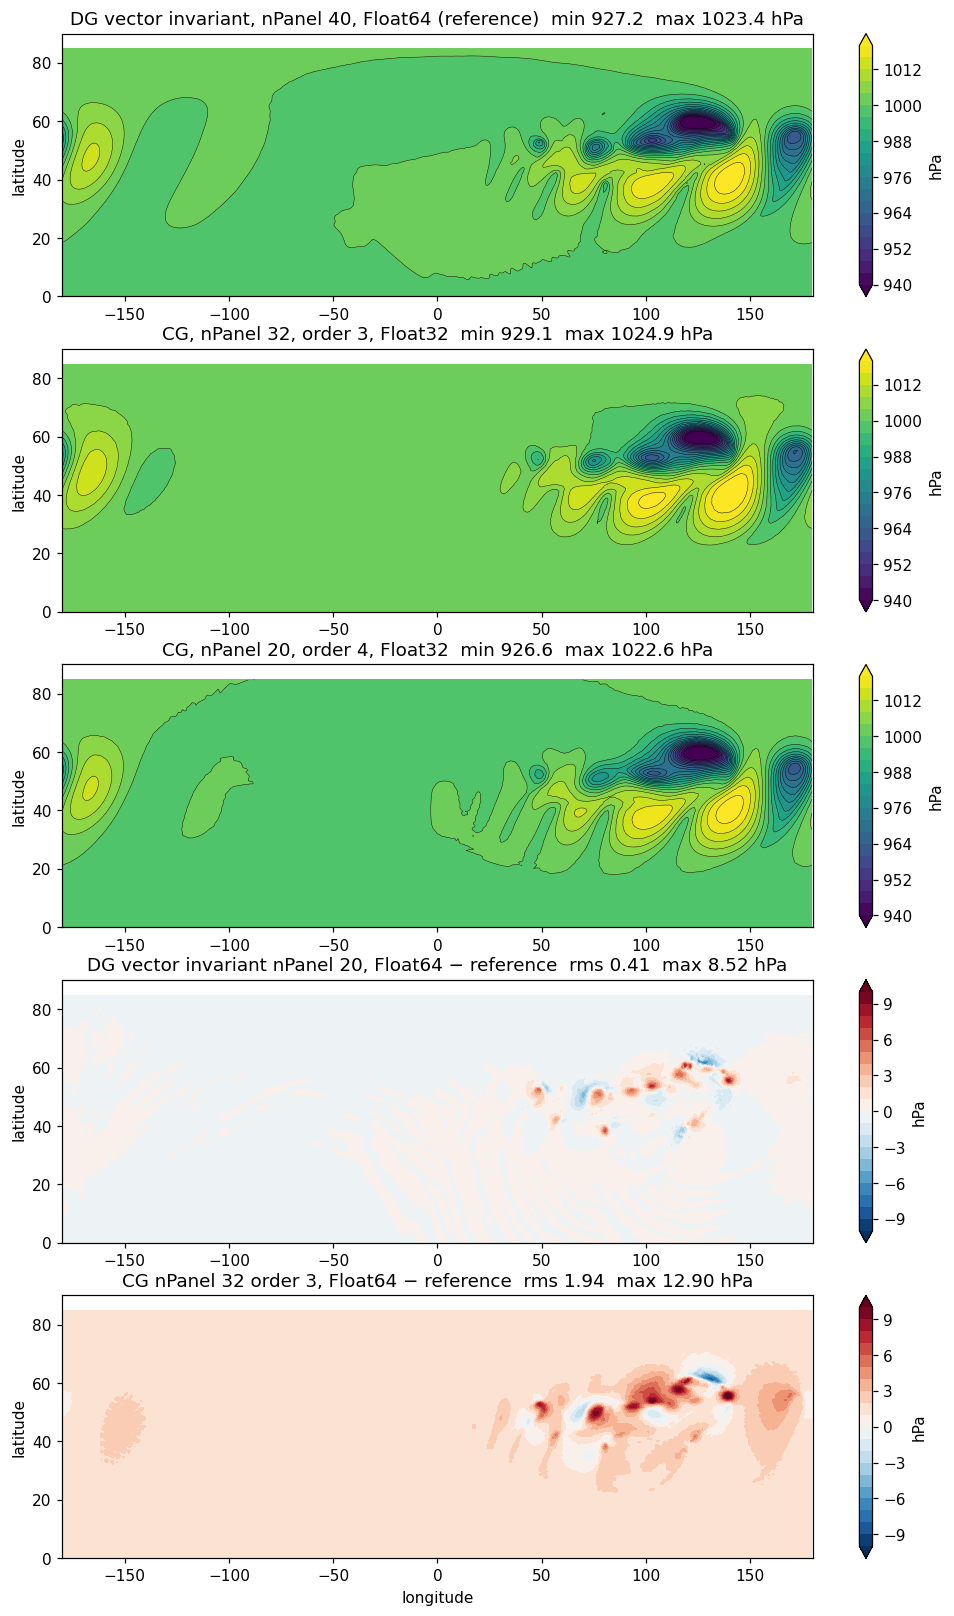 DG vector invariant, nPanel 40, Float64 (reference)  min 927.2  max 1023.4 hPa
80
60
40
20
0
latitude
−150 −100 −50 0 50 100 150
1012
1000
988
976
964
952
940
hPa
CG, nPanel 32, order 3, Float32  min 929.1  max 1024.9 hPa
80
60
40
20
0
latitude
−150 −100 −50 0 50 100 150
1012
1000
988
976
964
952
940
hPa
CG, nPanel 20, order 4, Float32  min 926.6  max 1022.6 hPa
80
60
40
20
0
latitude
−150 −100 −50 0 50 100 150
1012
1000
988
976
964
952
940
hPa
DG vector invariant nPanel 20, Float64 − reference  rms 0.41  max 8.52 hPa
80
60
40
20
0
latitude
−150 −100 −50 0 50 100 150
9
6
3
0
−3
−6
−9
hPa
CG nPanel 32 order 3, Float64 − reference  rms 1.94  max 12.90 hPa
80
60
40
20
0
latitude
−150 −100 −50 0 50 100 150
longitude
9
6
3
0
−3
−6
−9
hPa